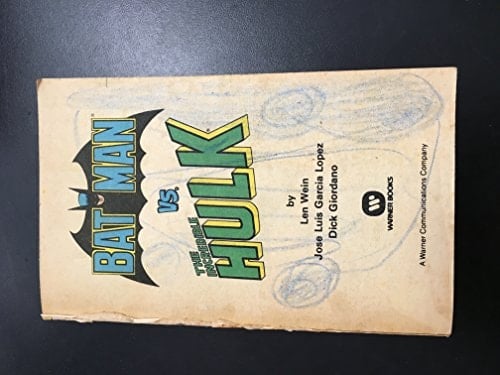 BATMAN
VS.
THE
INCREDIBLE
HULK
by
Len Wein
Jose Luis Garcia Lopez
Dick Giordano
W
WARNER BOOKS
A Warner Communications Company